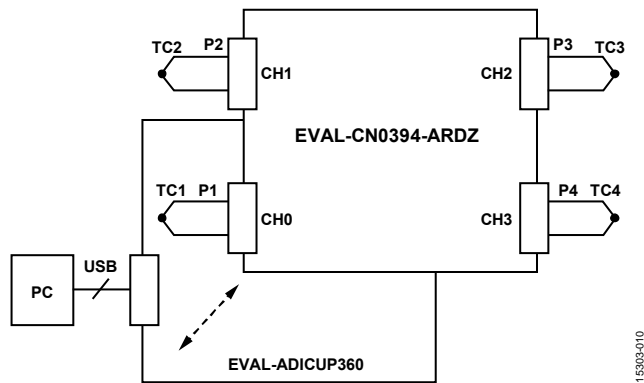 TC2
P2
CH1
P3
TC3
CH2
EVAL-CN0394-ARDZ
TC1
P1
CH0
P4
TC4
CH3
USB
PC
EVAL-ADICUP360
15303-010